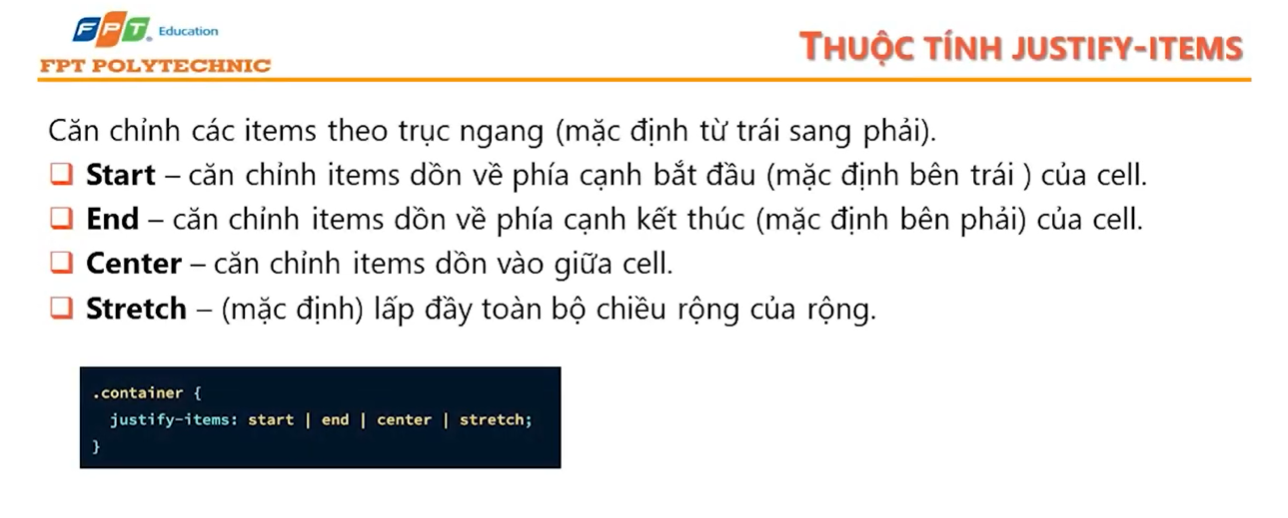 FPT Education
FPT POLYTECHNIC
THUỘC TÍNH JUSTIFY-ITEMS
Căn chỉnh các items theo trục ngang (mặc định từ trái sang phải).
❑ Start – căn chỉnh items dồn về phía cạnh bắt đầu (mặc định bên trái ) của cell.
❑ End – căn chỉnh items dồn về phía cạnh kết thúc (mặc định bên phải) của cell.
❑ Center – căn chỉnh items dồn vào giữa cell.
❑ Stretch – (mặc định) lấp đầy toàn bộ chiều rộng của rộng.
.container {
  justify-items: start | end | center | stretch;
}